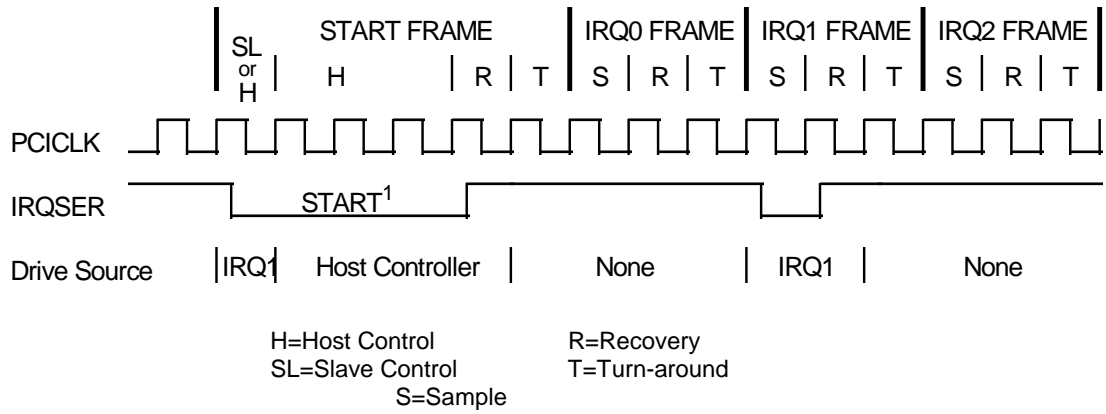 START FRAME IRQ0 FRAME IRQ1 FRAME IRQ2 FRAME
SL
or
H
H R T S R T S R T S R T
PCICLK
IRQSER START1
Drive Source IRQ1 Host Controller None IRQ1 None
H=Host Control R=Recovery
SL=Slave Control T=Turn-around
S=Sample